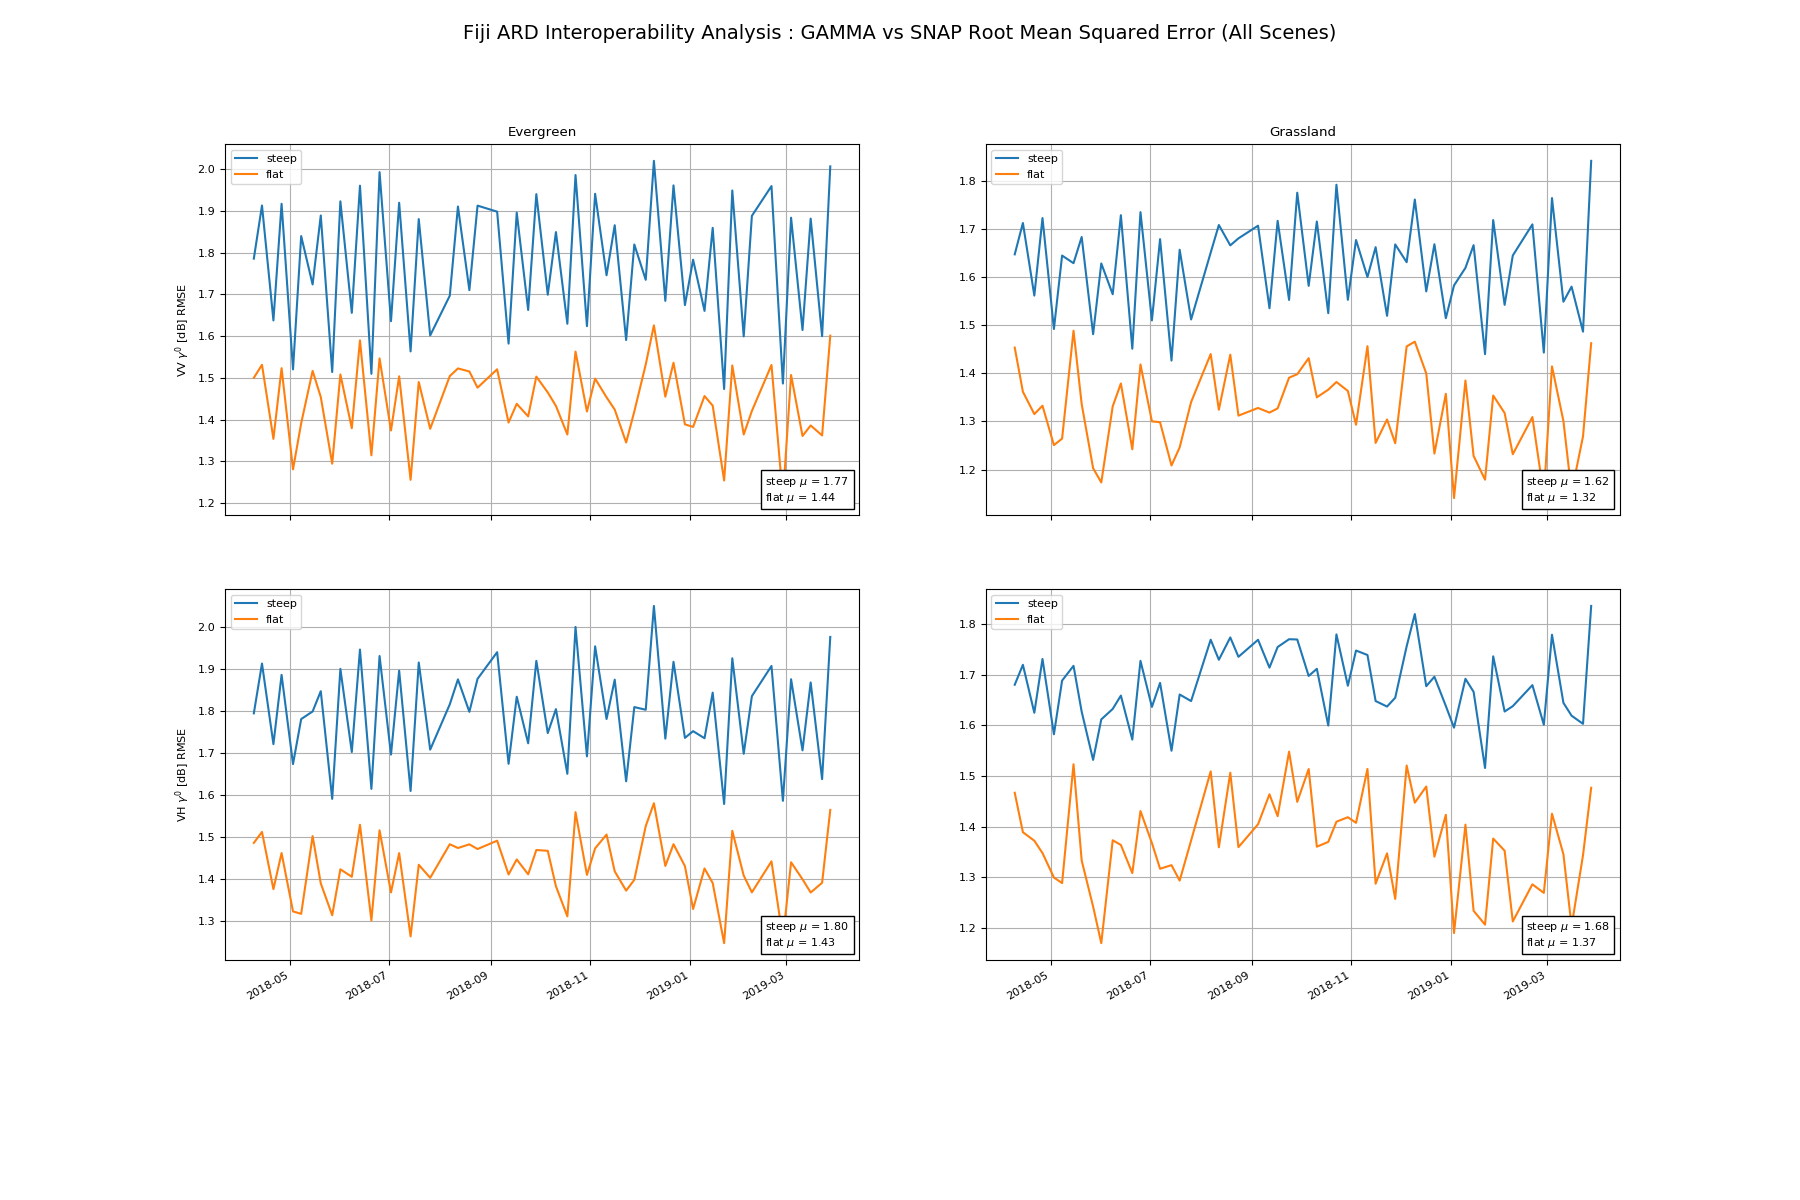 Fiji ARD Interoperability Analysis : GAMMA vs SNAP Root Mean Squared Error (All Scenes)
Evergreen
steep
flat
2.0
1.9
1.8
1.7
1.6
1.5
1.4
1.3
1.2
VV γ⁰ [dB] RMSE
steep μ = 1.77
flat μ = 1.44
Grassland
steep
flat
1.8
1.7
1.6
1.5
1.4
1.3
1.2
steep μ = 1.62
flat μ = 1.32
steep
flat
2.0
1.9
1.8
1.7
1.6
1.5
1.4
1.3
VH γ⁰ [dB] RMSE
steep μ = 1.80
flat μ = 1.43
2018-05
2018-07
2018-09
2018-11
2019-01
2019-03
steep
flat
1.8
1.7
1.6
1.5
1.4
1.3
1.2
steep μ = 1.68
flat μ = 1.37
2018-05
2018-07
2018-09
2018-11
2019-01
2019-03